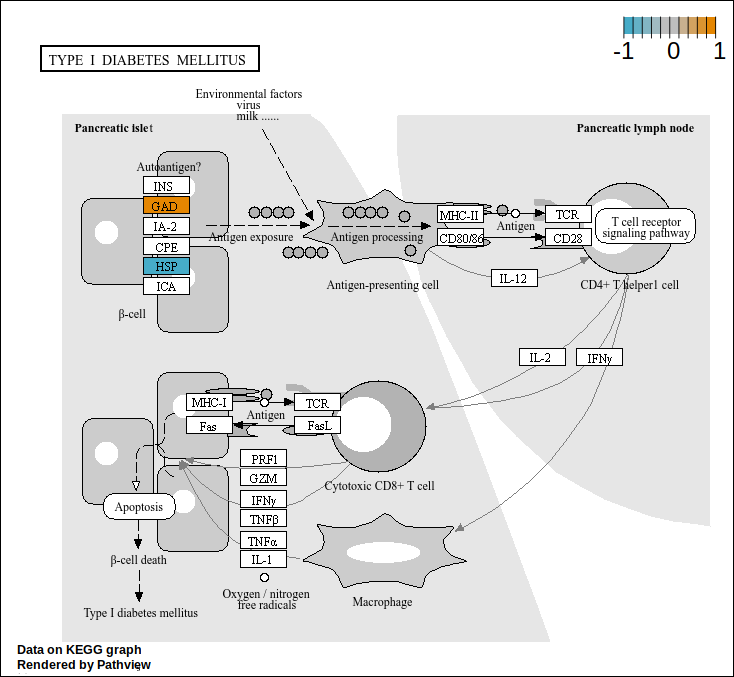 -1 0 1
TYPE I DIABETES MELLITUS
Environmental factors
virus
milk ......
Pancreatic islet
Pancreatic lymph node
Autoantigen?
INS
GAD
IA-2
CPE
HSP
ICA
β-cell
Antigen exposure
Antigen processing
Antigen-presenting cell
MHC-II
CD80/86
Antigen
TCR
CD28
T cell receptor
signaling pathway
IL-12
CD4+ T helper1 cell
IL-2
IFNγ
MHC-I
Fas
Antigen
TCR
FasL
PRF1
GZM
IFNγ
TNFβ
TNFα
IL-1
Cytotoxic CD8+ T cell
Apoptosis
β-cell death
Type I diabetes mellitus
Oxygen / nitrogen
free radicals
Macrophage
Data on KEGG graph
Rendered by Pathview